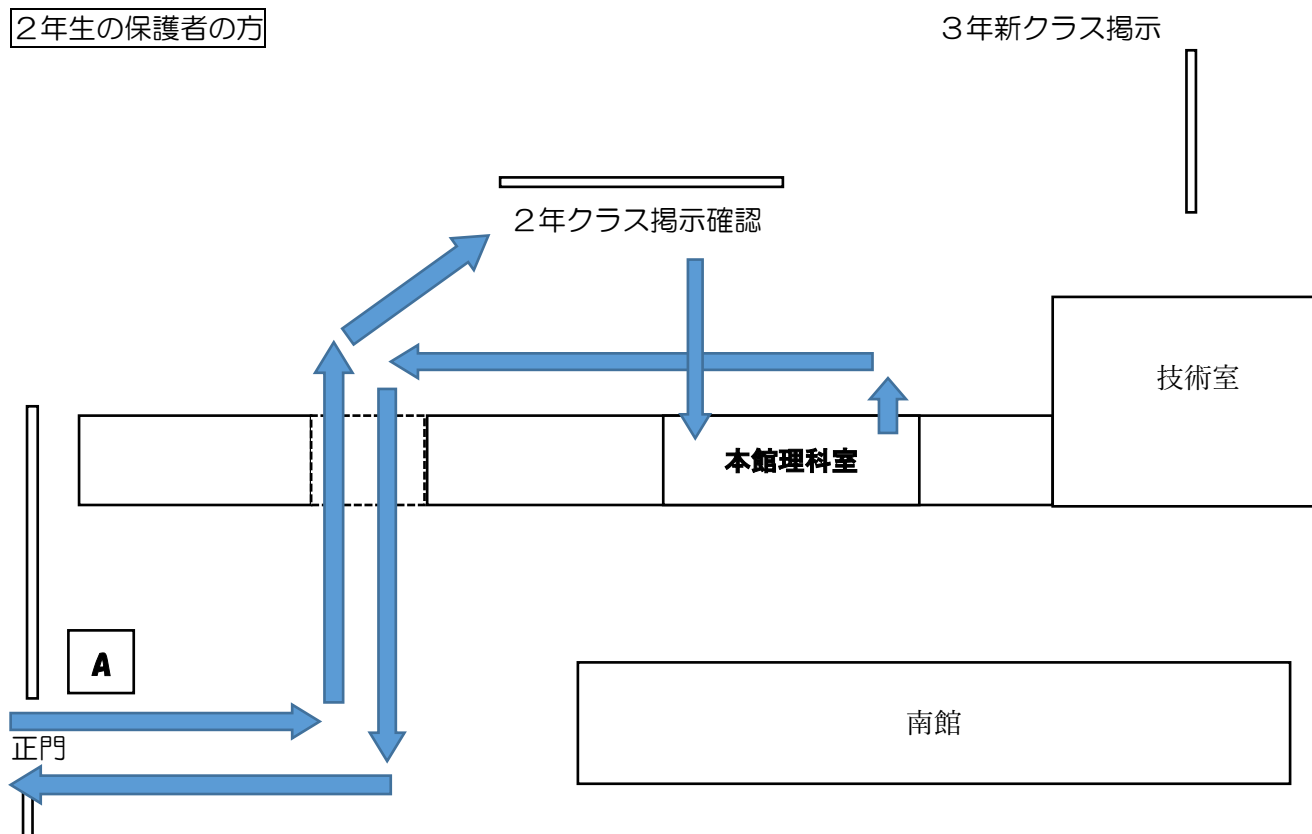 ２年生の保護者の方
３年新クラス掲示
２年クラス掲示確認
技術室
本館理科室
A
南館
正門